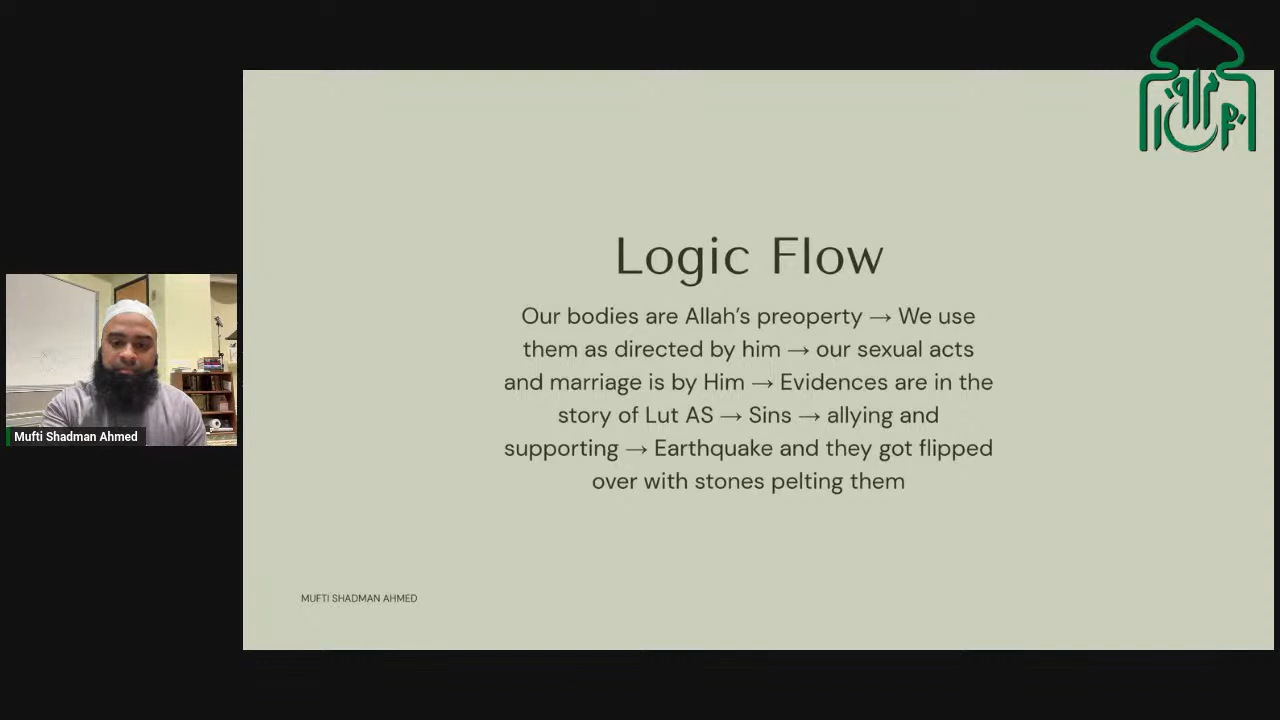 Logic Flow
Our bodies are Allah's preoperty → We use
them as directed by him → our sexual acts
and marriage is by Him → Evidences are in the
story of Lut AS → Sins → allying and
supporting → Earthquake and they got flipped
over with stones pelting them
Mufti Shadman Ahmed
MUFTI SHADMAN AHMED